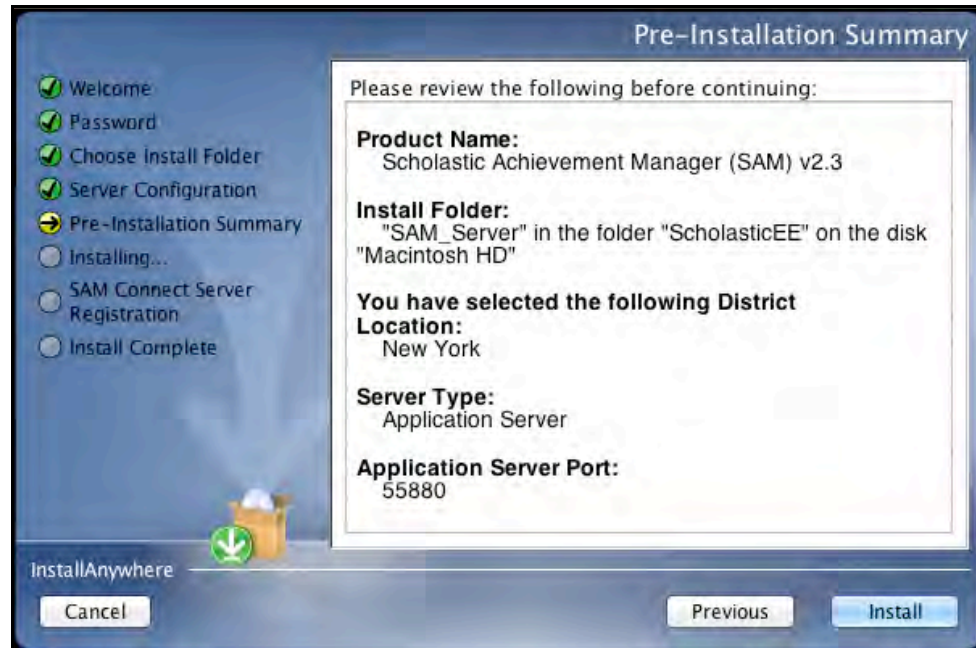 Pre-Installation Summary
Welcome
Password
Choose Install Folder
Server Configuration
Pre-Installation Summary
Installing...
SAM Connect Server
Registration
Install Complete
Please review the following before continuing:
Product Name:
Scholastic Achievement Manager (SAM) v2.3
Install Folder:
"SAM_Server" in the folder "ScholasticEE" on the disk
"Macintosh HD"
You have selected the following District
Location:
New York
Server Type:
Application Server
Application Server Port:
55880
InstallAnywhere
Cancel
Previous
Install